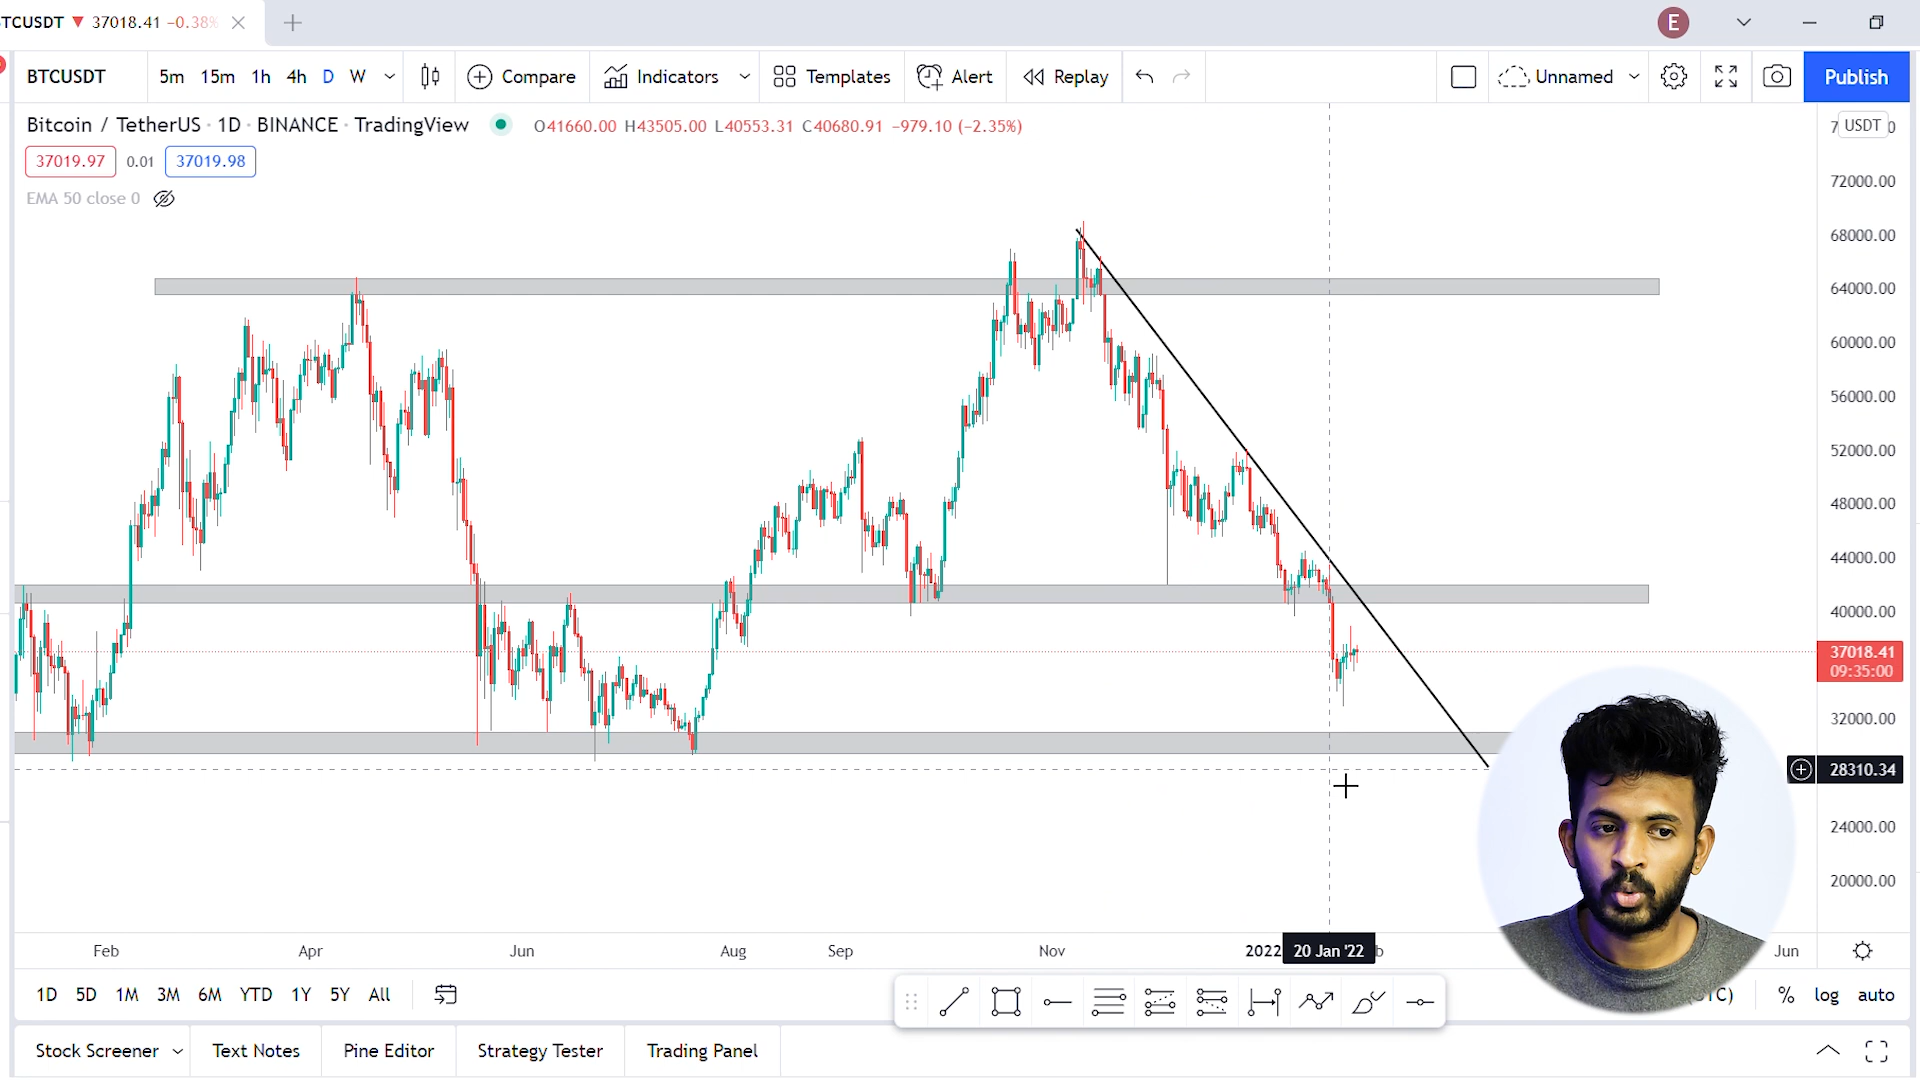 TCUSDT ▼ 37018.41 −0.38%
E
BTCUSDT 5m 15m 1h 4h D W Compare Indicators Templates Alert Replay Unnamed Publish
Bitcoin / TetherUS · 1D · BINANCE · TradingView O41660.00 H43505.00 L40553.31 C40680.91 −979.10 (−2.35%)
USDT
37019.97 0.01 37019.98
EMA 50 close 0
72000.00
68000.00
64000.00
60000.00
56000.00
52000.00
48000.00
44000.00
40000.00
37018.41
09:35:00
32000.00
28310.34
24000.00
20000.00
Feb Apr Jun Aug Sep Nov 2022 20 Jan '22 b Jun
1D 5D 1M 3M 6M YTD 1Y 5Y All % log auto
Stock Screener Text Notes Pine Editor Strategy Tester Trading Panel